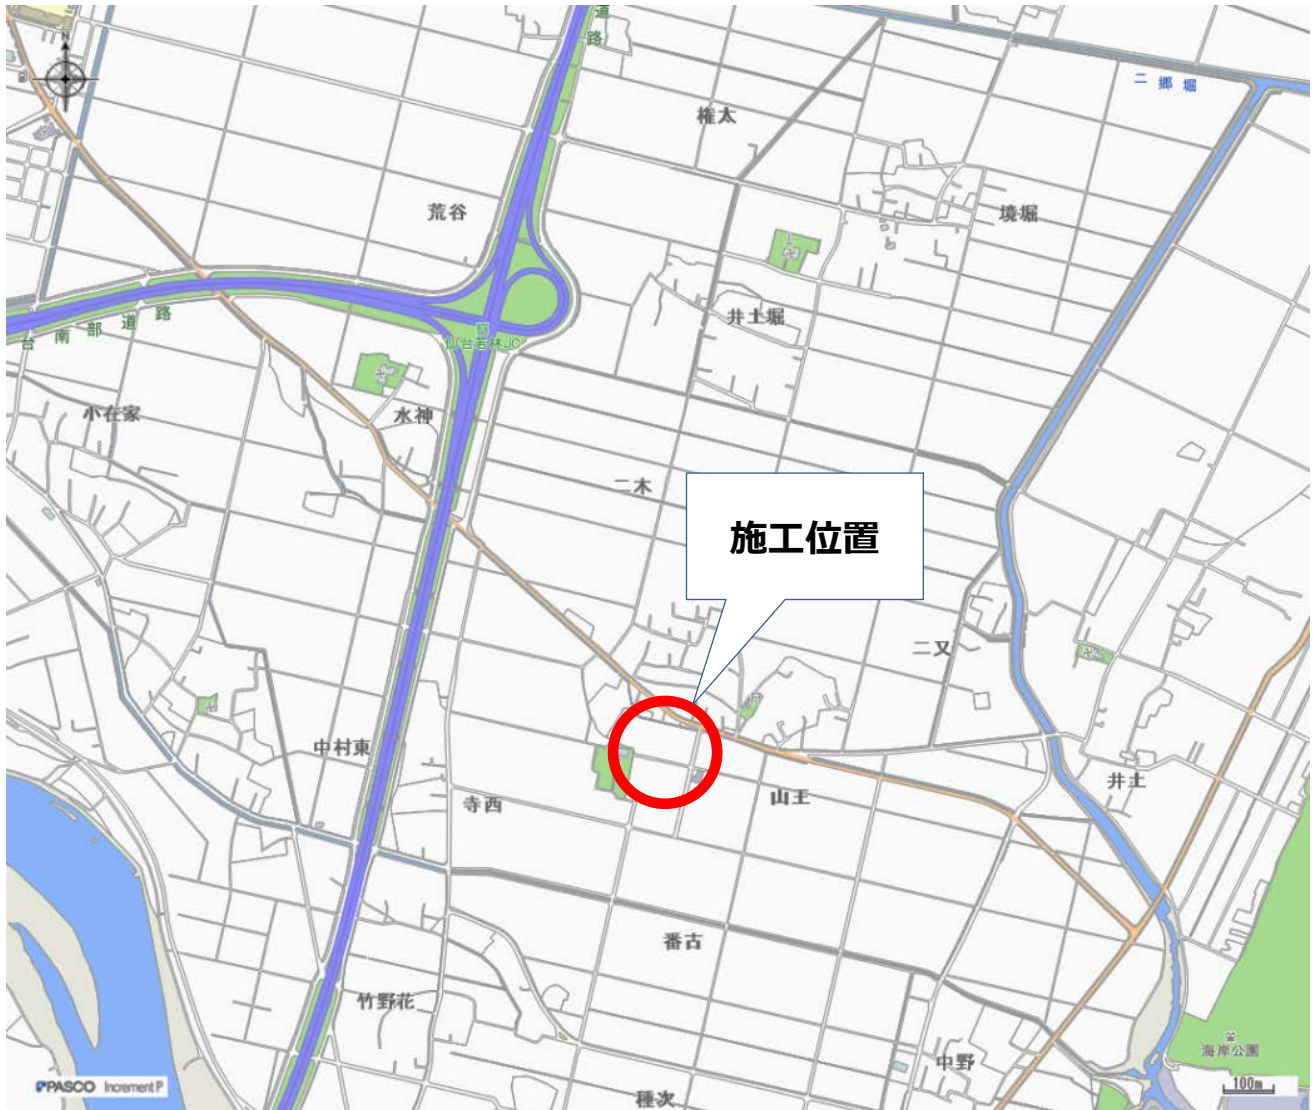 道
路
N
二郷堀
権太
荒谷
境堀
台南部道路
井土堀
仙台若林JC
小在家
水神
二木
施工位置
二又
中村東
井土
寺西
山王
番古
竹野花
海岸公園
中野
PASCO Increment P
100m
種次